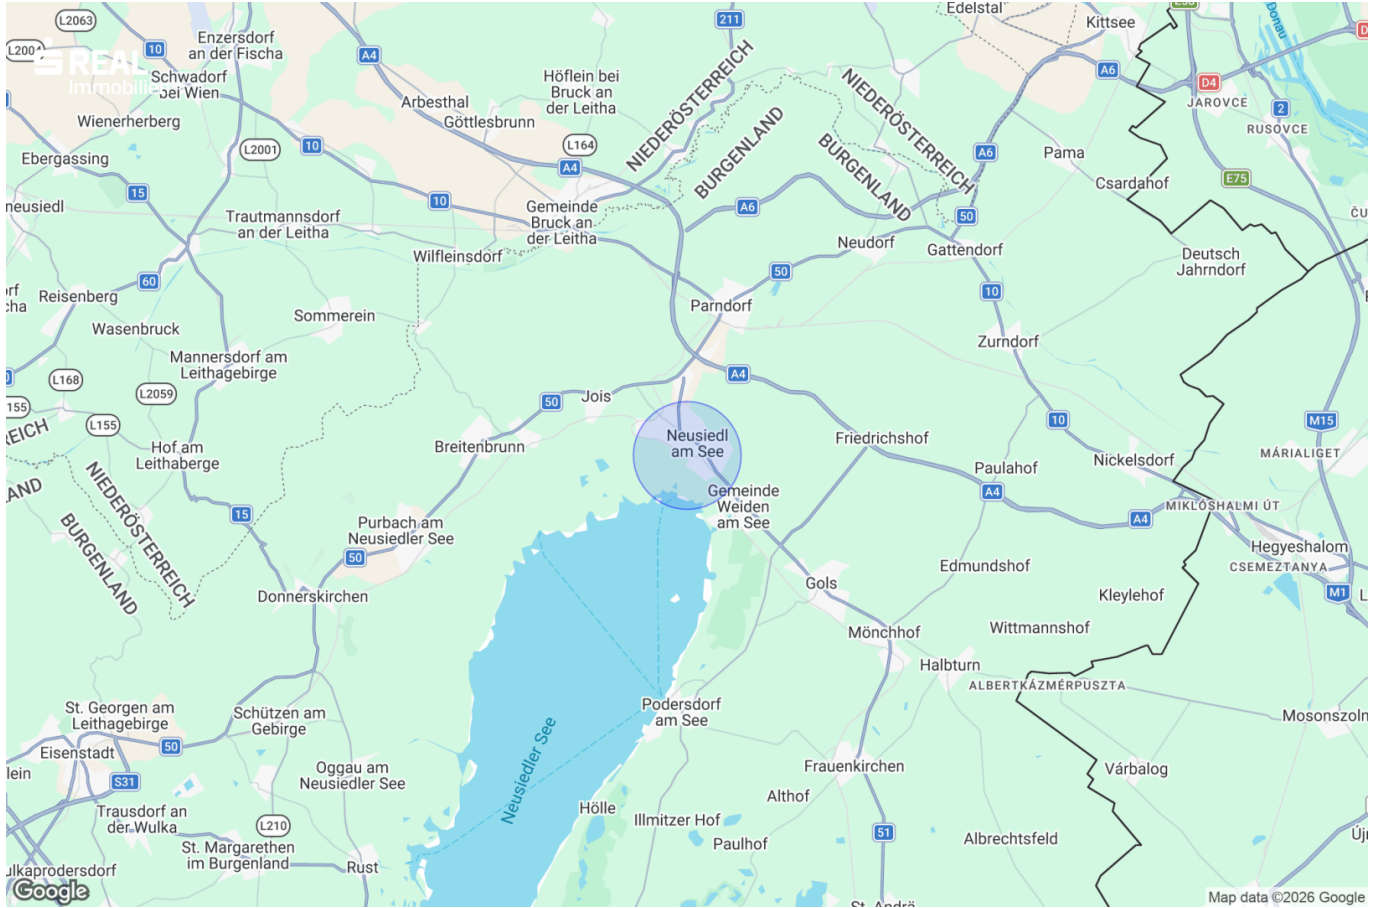 L2063
211
Edelstal
E58
Kittsee
Donau
Enzersdorf
an der Fischa
L2004
10
A4
REAL
Immobilien
Schwadorf
bei Wien
Höflein bei
Bruck an
der Leitha
NIEDERÖSTERREICH
BURGENLAND
NIEDERÖSTERREICH
BURGENLAND
A6
D4
JAROVCE
2
RUSOVCE
Arbesthal
Göttlesbrunn
Wienerherberg
L2001
10
L164
A4
A6
Pama
Ebergassing
15
Csardahof
E75
10
neusiedl
Trautmannsdorf
an der Leitha
Gemeinde
Bruck an
der Leitha
A6
50
ČU
Neudorf
Gattendorf
Wilfleinsdorf
Deutsch
Jahrndorf
60
50
10
Reisenberg
Parndorf
Sommerein
Wasenbruck
Zurndorf
Mannersdorf am
Leithagebirge
L168
L2059
A4
155
50
Jois
L155
10
M15
Neusiedl
am See
Friedrichshof
Breitenbrunn
Hof am
Leithaberge
Paulahof
Nickelsdorf
MÁRIALIGET
NIEDERÖSTERREICH
BURGENLAND
Gemeinde
Weiden
am See
A4
MIKLÓSHALMI ÚT
15
A4
Purbach am
Neusiedler See
50
Hegyeshalom
CSEMEZTANYA
Edmundshof
Gols
M1
Donnerskirchen
Kleylehof
Mönchhof
Wittmannshof
Halbturn
ALBERTKÁZMÉRPUSZTA
St. Georgen am
Leithagebirge
Schützen am
Gebirge
Podersdorf
am See
Mosonszoln
50
Eisenstadt
Neusiedler See
Oggau am
Neusiedler See
Frauenkirchen
Várbalog
S31
Trausdorf an
der Wulka
Hölle
Althof
Illmitzer Hof
L210
51
St. Margarethen
im Burgenland
Paulhof
Albrechtsfeld
Rust
ulkaprodersdorf
Google
St. Andrä
Map data ©2026 Google